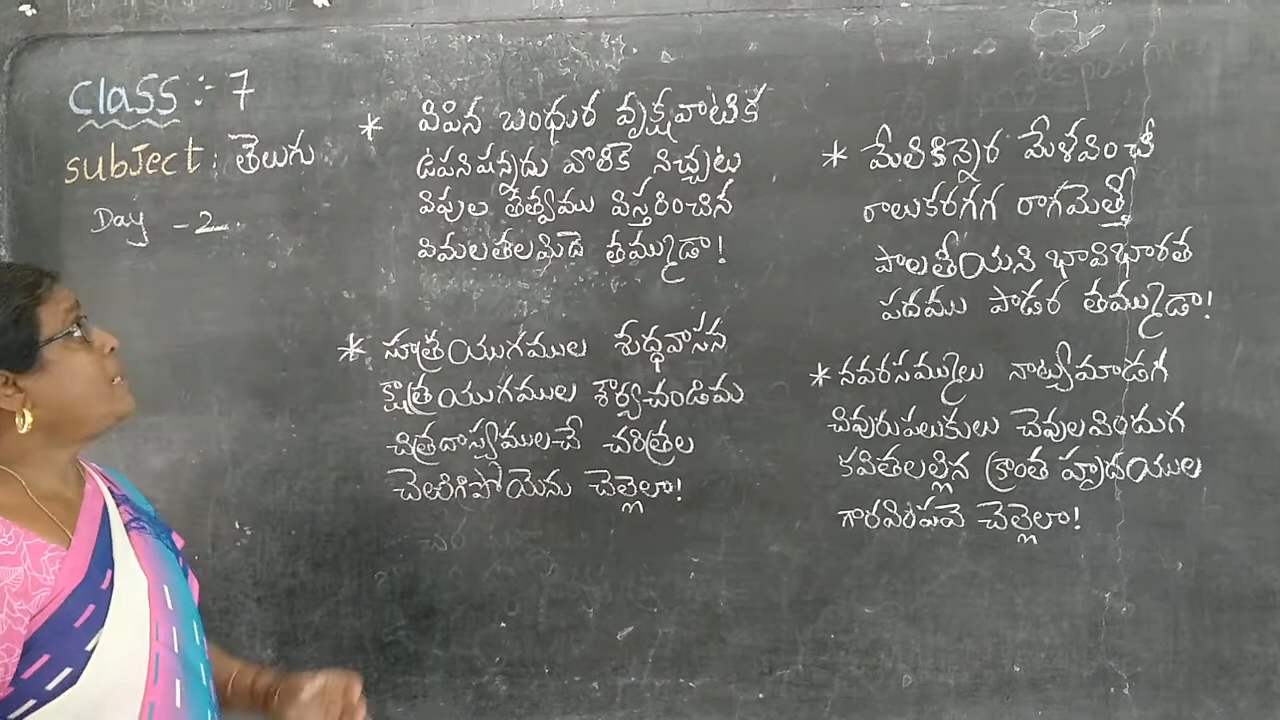 Class :- 7
Subject : తెలుగు
Day - 2.
* విపిన బంధుర వృక్షవాటిక
ఉపనిషన్నదు వొలికె నిచ్చుట
విపుల తత్వము విస్తరించిన
విమలతలమిదె తమ్ముడా!
* సూత్రయుగముల శుద్ధవాసన
క్షాత్రయుగముల శౌర్యచండిమ
చిత్రదాస్యములచే చరిత్రల
చెఱిగిపోయెను చెల్లెలా!
* మేలికిన్నెర మేళవించీ
రాలుకరగగ రాగమెత్తీ
పాలతీయని భావిభారత
పదము పాడర తమ్ముడా!
* నవరసమ్ములు నాట్యమాడగ
చివురుపలుకులు చెవులవిందుగ
కవితలల్లిన క్రాంత హృదయుల
గారవింపవె చెల్లెలా!